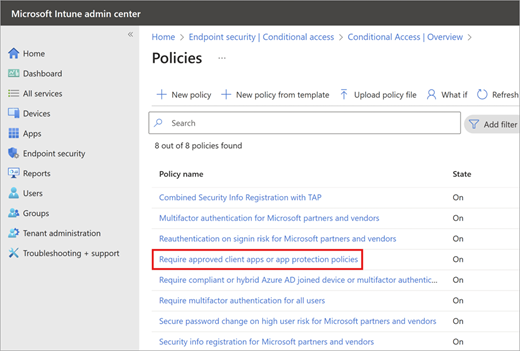 Microsoft Intune admin center
«
Home
Dashboard
All services
Devices
Apps
Endpoint security
Reports
Users
Groups
Tenant administration
Troubleshooting + support
Home > Endpoint security | Conditional access > Conditional Access | Overview >
Policies ...
+ New policy + New policy from template Upload policy file What if Refresh
Search Add filter
8 out of 8 policies found
Policy name State
Combined Security Info Registration with TAP On
Multifactor authentication for Microsoft partners and vendors On
Reauthentication on signin risk for Microsoft partners and vendors On
Require approved client apps or app protection policies On
Require compliant or hybrid Azure AD joined device or multifactor authentic... On
Require multifactor authentication for all users On
Secure password change on high user risk for Microsoft partners and vendors On
Security info registration for Microsoft partners and vendors On